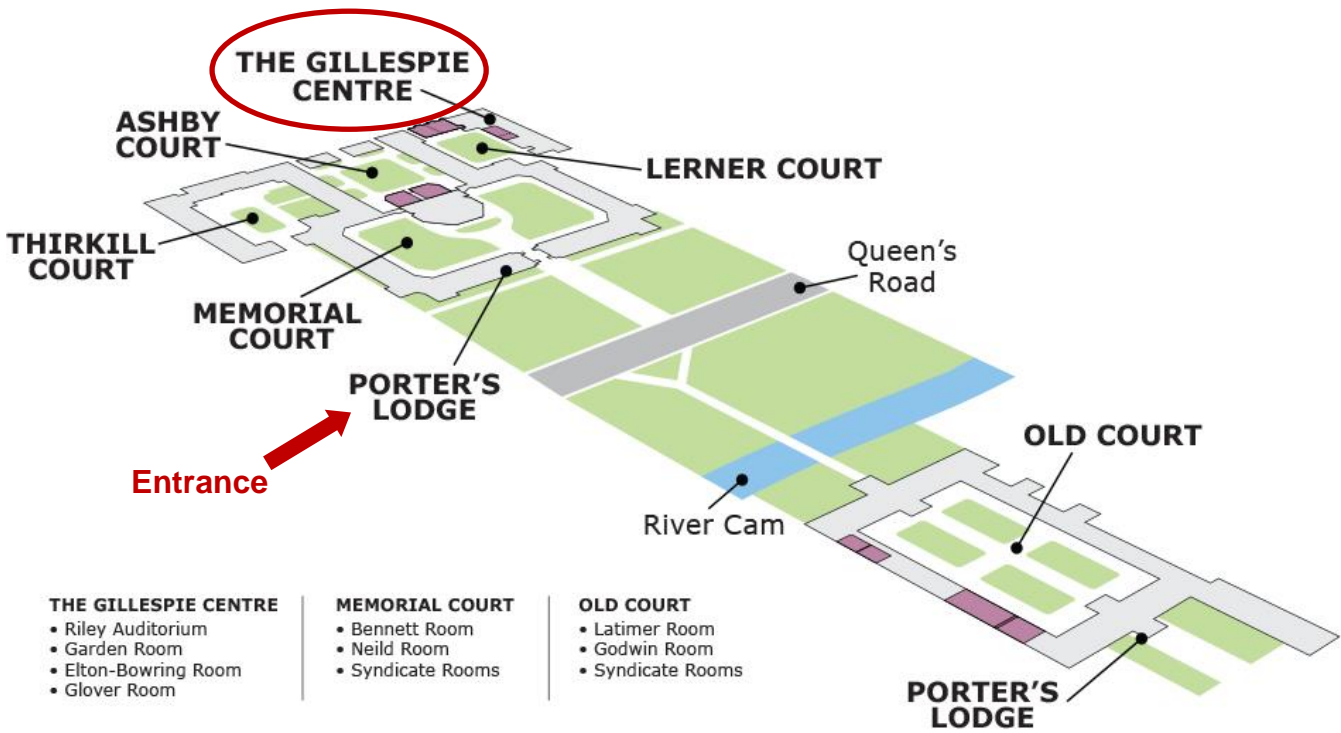 THE GILLESPIE
CENTRE
ASHBY
COURT
LERNER COURT
THIRKILL
COURT
Queen's
Road
MEMORIAL
COURT
PORTER'S
LODGE
Entrance
OLD COURT
River Cam
THE GILLESPIE CENTRE
• Riley Auditorium
• Garden Room
• Elton-Bowring Room
• Glover Room
MEMORIAL COURT
• Bennett Room
• Neild Room
• Syndicate Rooms
OLD COURT
• Latimer Room
• Godwin Room
• Syndicate Rooms
PORTER'S
LODGE